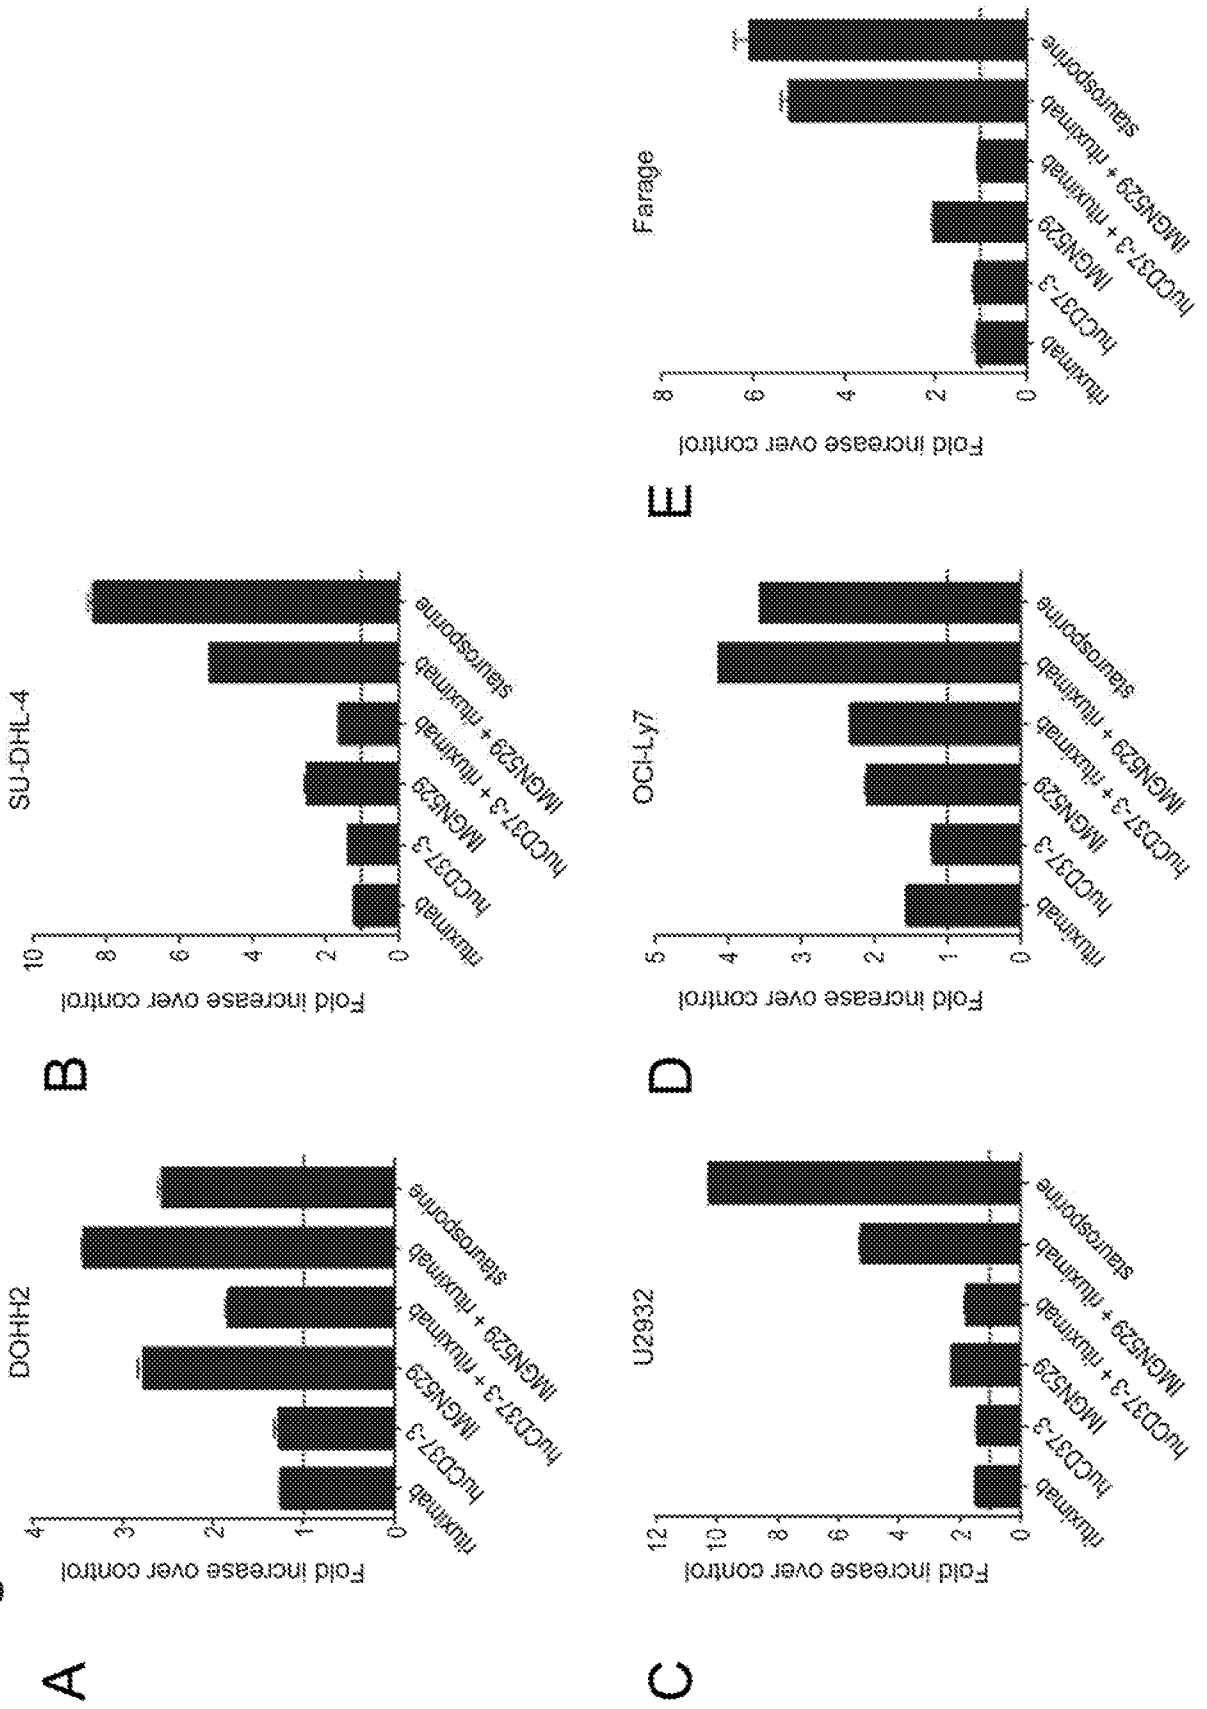 A
DOHH2
Fold increase over control
4
3
2
1
0
rituximab
huCD37-3
IMGN529
huCD37-3 + rituximab
IMGN529 + rituximab
staurosporine
B
SU-DHL-4
Fold increase over control
10
8
6
4
2
0
rituximab
huCD37-3
IMGN529
huCD37-3 + rituximab
IMGN529 + rituximab
staurosporine
C
U2932
Fold increase over control
12
10
8
6
4
2
0
rituximab
huCD37-3
IMGN529
huCD37-3 + rituximab
IMGN529 + rituximab
staurosporine
D
OCI-Ly7
Fold increase over control
5
4
3
2
1
0
rituximab
huCD37-3
IMGN529
huCD37-3 + rituximab
IMGN529 + rituximab
staurosporine
E
Farage
Fold increase over control
8
6
4
2
0
rituximab
huCD37-3
IMGN529
huCD37-3 + rituximab
IMGN529 + rituximab
staurosporine